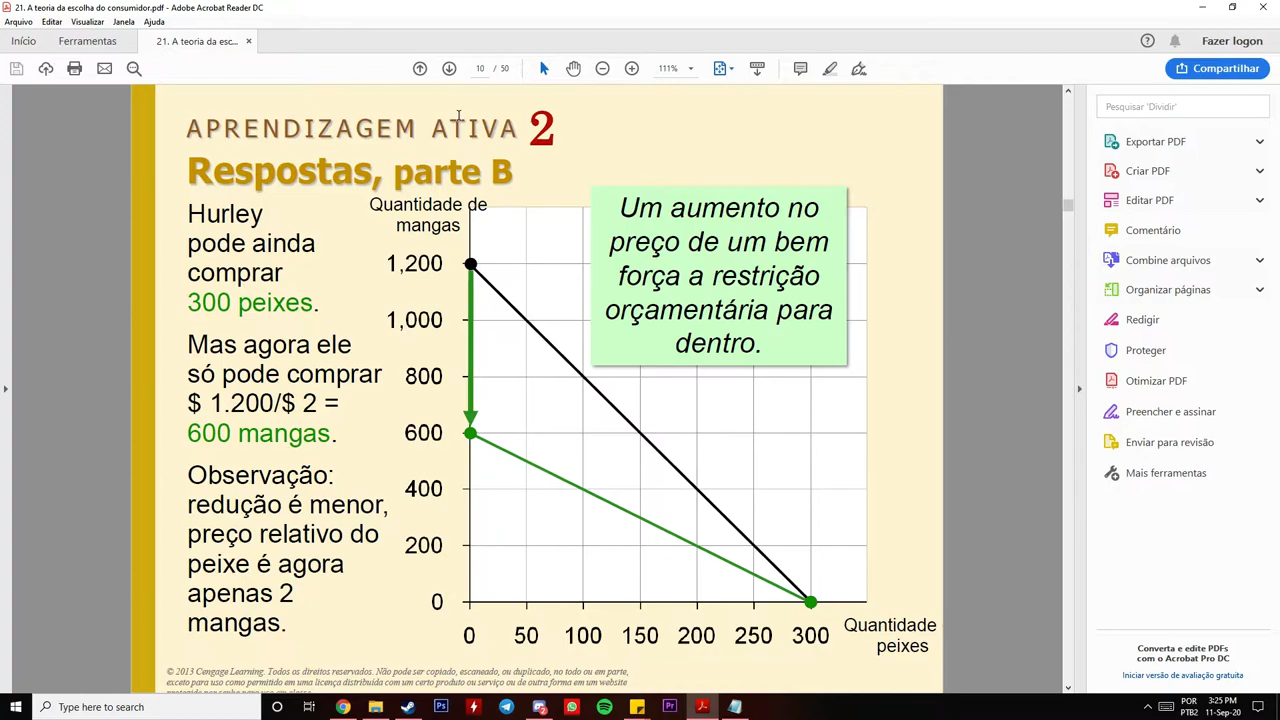 21. A teoria da escolha do consumidor.pdf - Adobe Acrobat Reader DC
Arquivo Editar Visualizar Janela Ajuda
Início Ferramentas 21. A teoria da esc... ×
Fazer logon
10 / 50
111%
Compartilhar
APRENDIZAGEM ATIVA 2
Respostas, parte B
Hurley
pode ainda
comprar
300 peixes.
Mas agora ele
só pode comprar
$ 1.200/$ 2 =
600 mangas.
Observação:
redução é menor,
preço relativo do
peixe é agora
apenas 2
mangas.
Quantidade de
mangas
1,200
1,000
800
600
400
200
0
0 50 100 150 200 250 300
Quantidade
peixes
Um aumento no
preço de um bem
força a restrição
orçamentária para
dentro.
© 2013 Cengage Learning. Todos os direitos reservados. Não pode ser copiado, escaneado, ou duplicado, no todo ou em parte,
exceto para uso como permitido em uma licença distribuída com um certo produto ou serviço ou de outra forma em um website
Pesquisar 'Dividir'
Exportar PDF
Criar PDF
Editar PDF
Comentário
Combine arquivos
Organizar páginas
Redigir
Proteger
Otimizar PDF
Preencher e assinar
Enviar para revisão
Mais ferramentas
Converta e edite PDFs
com o Acrobat Pro DC
Iniciar versão de avaliação gratuita
Type here to search
POR
PTB2
3:25 PM
11-Sep-20